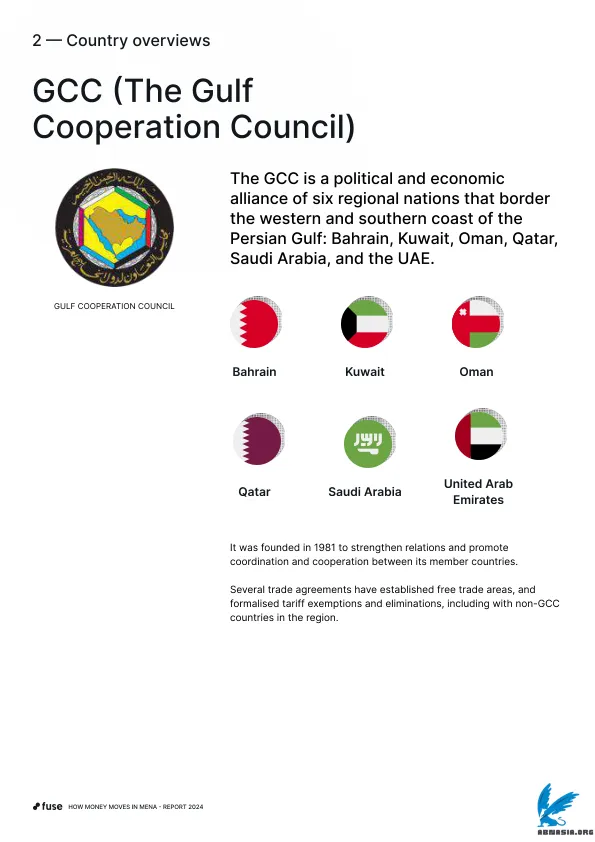 2 — Country overviews
GCC (The Gulf
Cooperation Council)
GULF COOPERATION COUNCIL
The GCC is a political and economic
alliance of six regional nations that border
the western and southern coast of the
Persian Gulf: Bahrain, Kuwait, Oman, Qatar,
Saudi Arabia, and the UAE.
Bahrain
Kuwait
Oman
Qatar
Saudi Arabia
United Arab
Emirates
It was founded in 1981 to strengthen relations and promote
coordination and cooperation between its member countries.
Several trade agreements have established free trade areas, and
formalised tariff exemptions and eliminations, including with non-GCC
countries in the region.
fuse
HOW MONEY MOVES IN MENA - REPORT 2024
ABNASIA.ORG